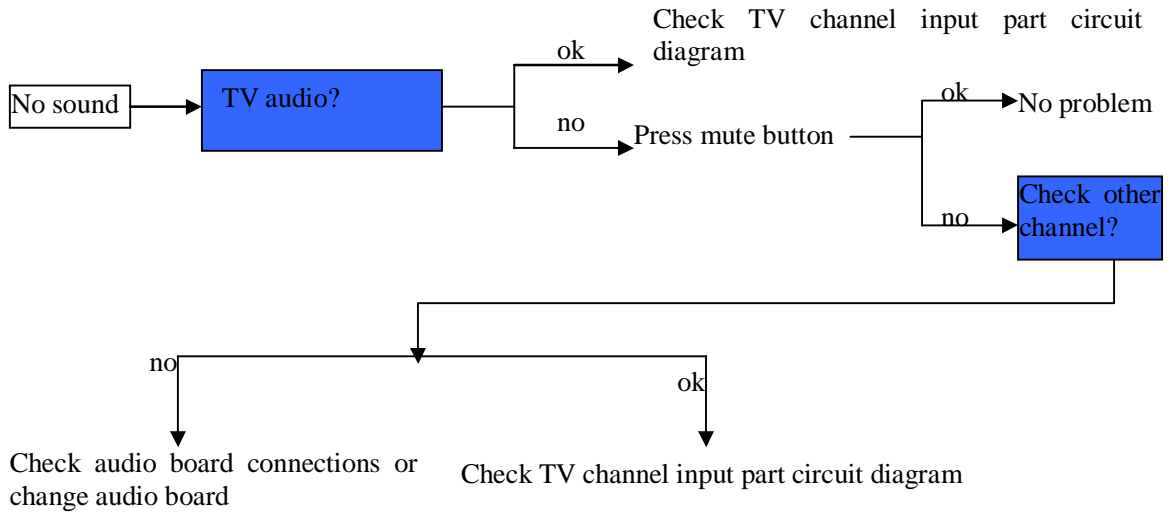 Check TV channel input part circuit
diagram
ok
No sound
TV audio?
no
Press mute button
ok
No problem
no
Check other
channel?
no
ok
Check audio board connections or
change audio board
Check TV channel input part circuit diagram